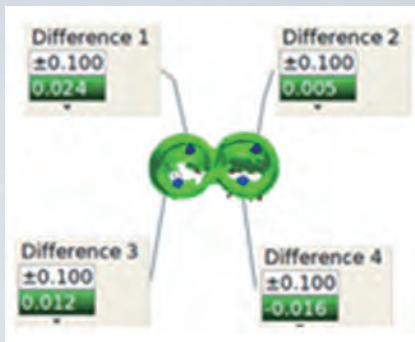 Difference 1
±0.100
0.024
Difference 2
±0.100
0.005
Difference 3
±0.100
0.012
Difference 4
±0.100
-0.016